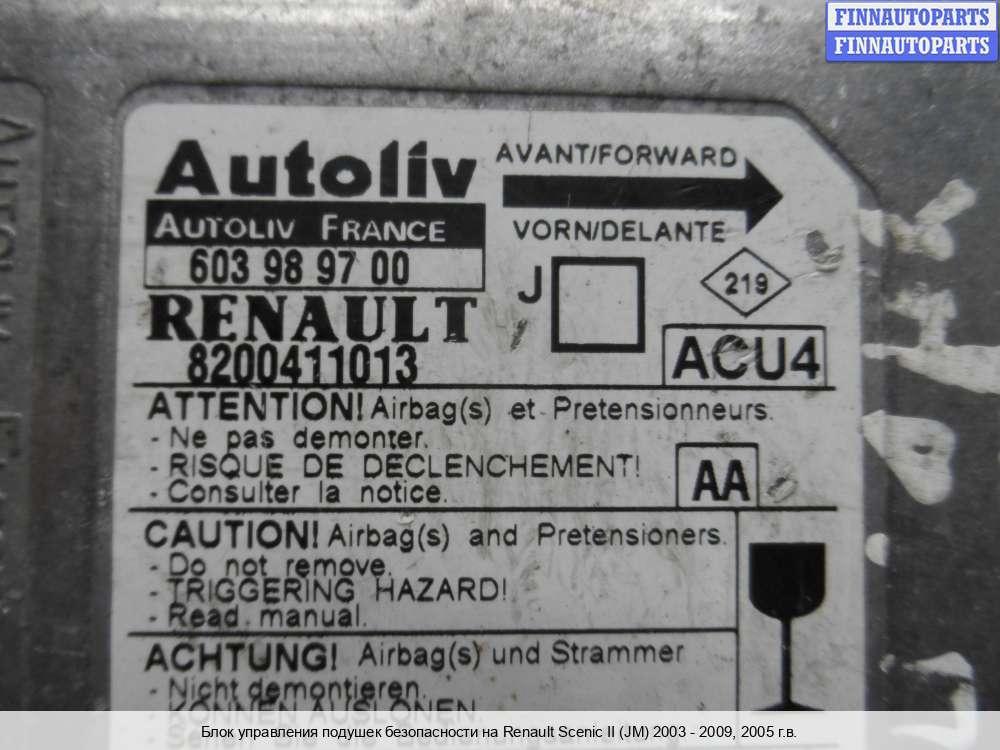 FINNAUTOPARTS
FINNAUTOPARTS
Autoliv
AUTOLIV FRANCE
603 98 97 00
RENAULT
8200411013
AVANT/FORWARD
VORN/DELANTE
J
219
ACU4
ATTENTION! Airbag(s) et Pretensionneurs.
- Ne pas demonter.
- RISQUE DE DECLENCHEMENT!
- Consulter la notice.
AA
CAUTION! Airbag(s) and Pretensioners.
- Do not remove.
- TRIGGERING HAZARD!
- Read manual.
ACHTUNG! Airbag(s) und Strammer
- Nicht demontieren.
- KÖNNEN AUSLÖNEN
Блок управления подушек безопасности на Renault Scenic II (JM) 2003 - 2009, 2005 г.в.